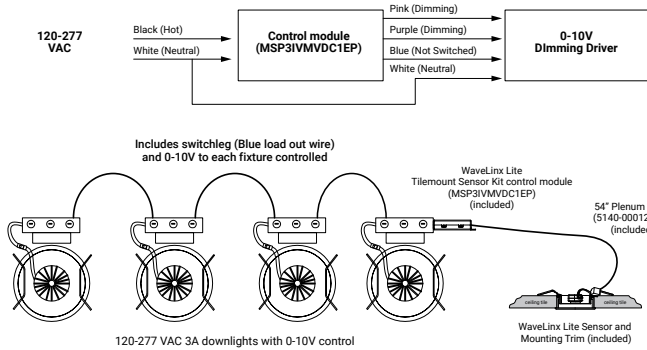 120-277
VAC
Black (Hot)
White (Neutral)
Control module
(MSP3IVMVDC1EP)
Pink (Dimming)
Purple (Dimming)
Blue (Not Switched)
White (Neutral)
0-10V
DImming Driver
Includes switchleg (Blue load out wire)
and 0-10V to each fixture controlled
WaveLinx Lite
Tilemount Sensor Kit control module
(MSP3IVMVDC1EP)
(included)
54" Plenum
(5140-00012
(include
ceiling tile
ceiling tile
WaveLinx Lite Sensor and
Mounting Trim (included)
120-277 VAC 3A downlights with 0-10V control